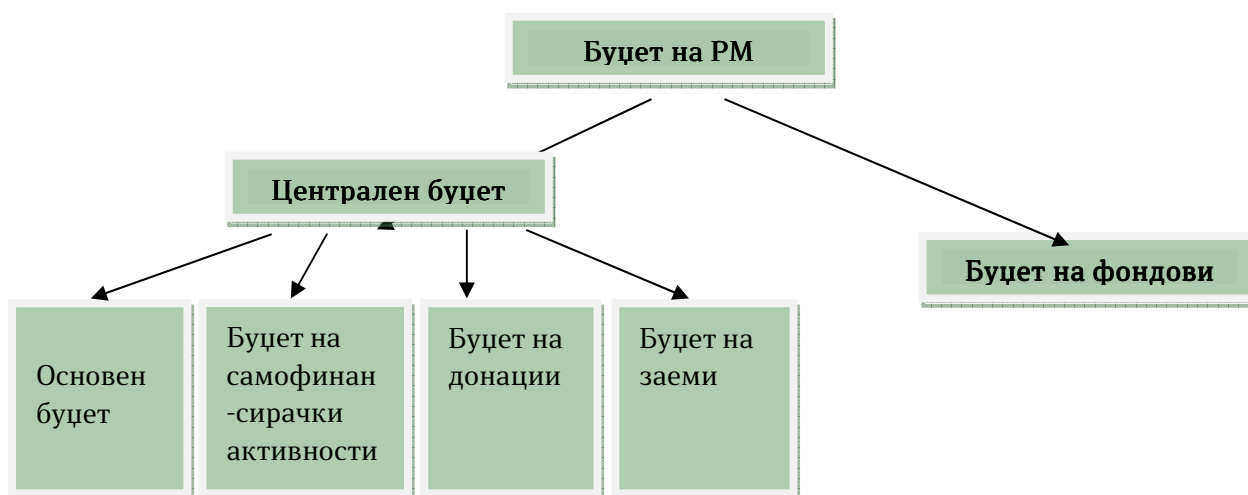 Буџет на РМ
Централен буџет
Буџет на фондови
Основен
буџет
Буџет на
самофинан
-сирачки
активности
Буџет на
донации
Буџет на
заеми